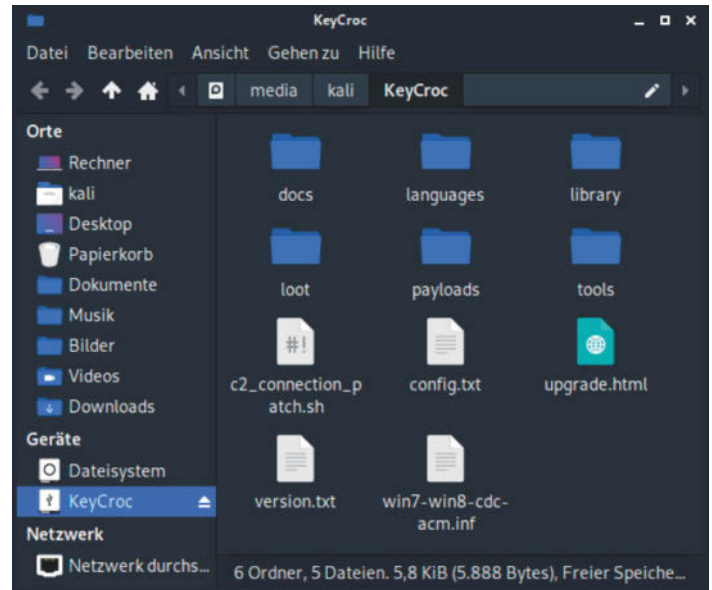 KeyCroc
Datei Bearbeiten Ansicht Gehen zu Hilfe
media kali KeyCroc
Orte
Rechner
kali
Desktop
Papierkorb
Dokumente
Musik
Bilder
Videos
Downloads
Geräte
Dateisystem
KeyCroc
Netzwerk
Netzwerk durchs...
docs languages library
loot payloads tools
#!
c2_connection_p
atch.sh
config.txt upgrade.html
version.txt
win7-win8-cdc-
acm.inf
6 Ordner, 5 Dateien. 5,8 KiB (5.888 Bytes), Freier Speiche...